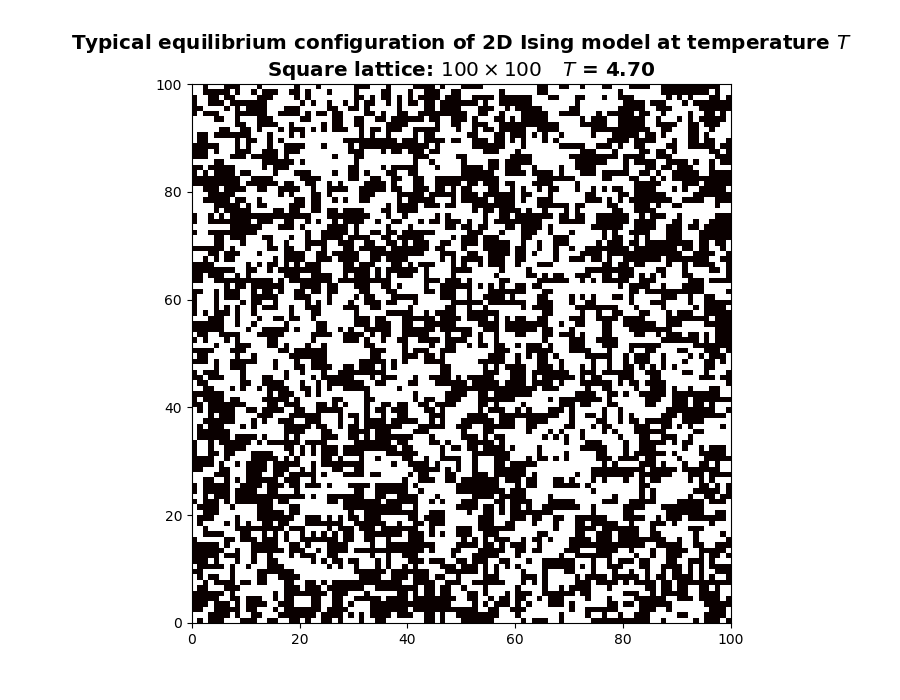 Typical equilibrium configuration of 2D Ising model at temperature T
Square lattice: 100 × 100 T = 4.70
100
80
60
40
20
0
0 20 40 60 80 100